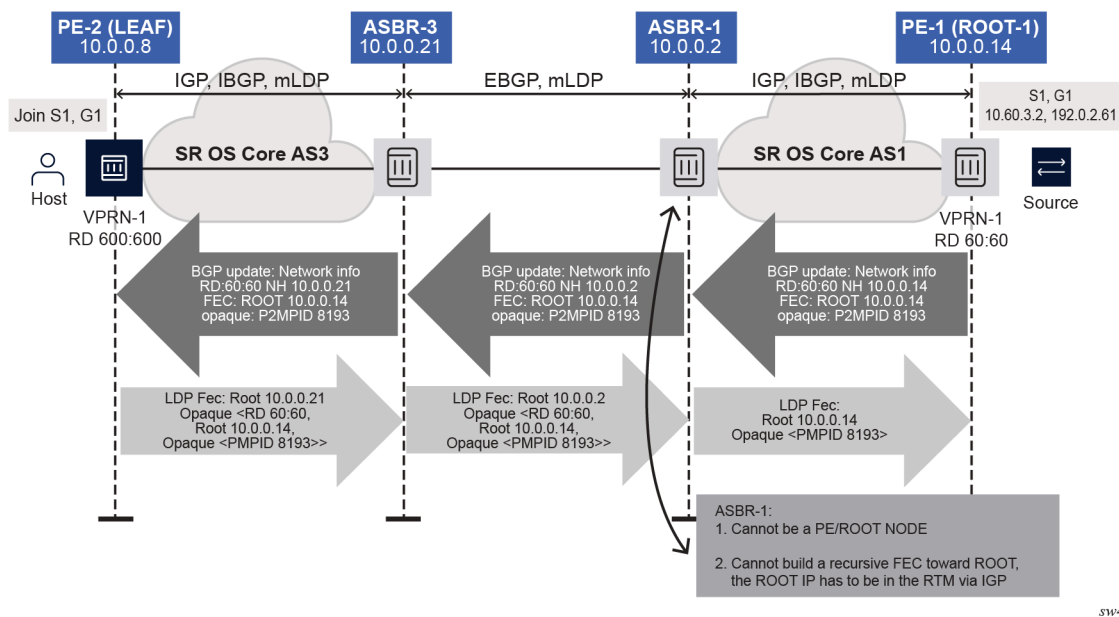 PE-2 (LEAF)
10.0.0.8
ASBR-3
10.0.0.21
ASBR-1
10.0.0.2
PE-1 (ROOT-1)
10.0.0.14
IGP, IBGP, mLDP
EBGP, mLDP
IGP, IBGP, mLDP
Join S1, G1
S1, G1
10.60.3.2, 192.0.2.61
SR OS Core AS3
SR OS Core AS1
Host
Source
VPRN-1
RD 600:600
VPRN-1
RD 60:60
BGP update: Network info
RD:60:60 NH 10.0.0.21
FEC: ROOT 10.0.0.14
opaque: P2MPID 8193
BGP update: Network info
RD:60:60 NH 10.0.0.2
FEC: ROOT 10.0.0.14
opaque: P2MPID 8193
BGP update: Network info
RD:60:60 NH 10.0.0.14
FEC: ROOT 10.0.0.14
opaque: P2MPID 8193
LDP Fec: Root 10.0.0.21
Opaque <RD 60:60,
Root 10.0.0.14,
Opaque <PMPID 8193>>
LDP Fec: Root 10.0.0.2
Opaque <RD 60:60,
Root 10.0.0.14,
Opaque <PMPID 8193>>
LDP Fec:
Root 10.0.0.14
Opaque <PMPID 8193>
ASBR-1:
1. Cannot be a PE/ROOT NODE
2. Cannot build a recursive FEC toward ROOT,
the ROOT IP has to be in the RTM via IGP